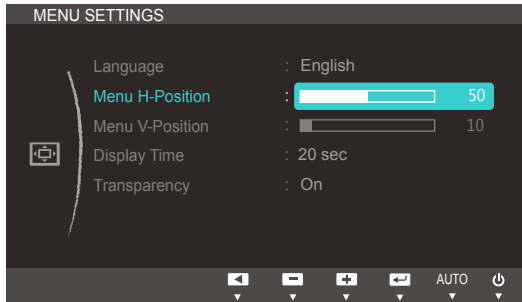 MENU SETTINGS
Language : English
Menu H-Position : 50
Menu V-Position : 10
Display Time : 20 sec
Transparency : On
AUTO